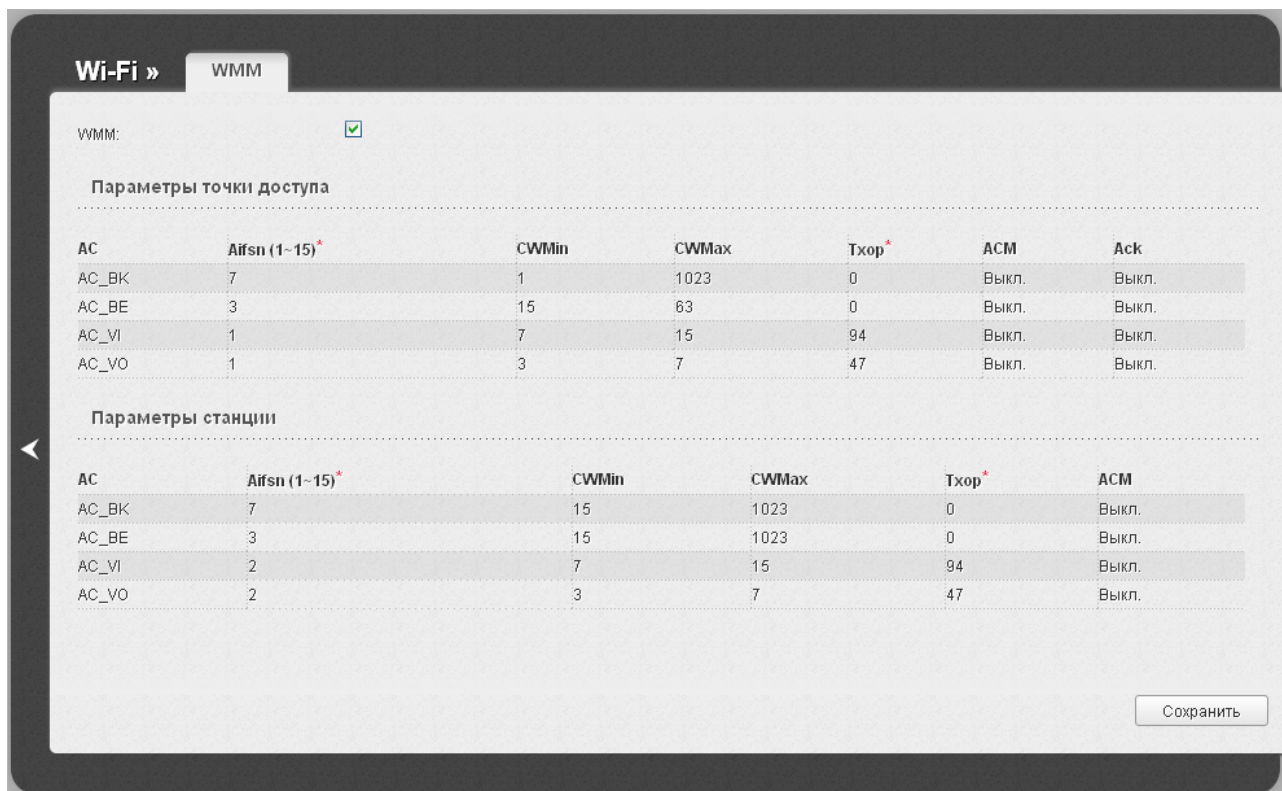 Wi-Fi » WMM
WMM:
Параметры точки доступа
AC Aifsn (1~15)* CWMin CWMax Txop* ACM Ack
AC_BK 7 1 1023 0 Выкл. Выкл.
AC_BE 3 15 63 0 Выкл. Выкл.
AC_VI 1 7 15 94 Выкл. Выкл.
AC_VO 1 3 7 47 Выкл. Выкл.
Параметры станции
AC Aifsn (1~15)* CWMin CWMax Txop* ACM
AC_BK 7 15 1023 0 Выкл.
AC_BE 3 15 1023 0 Выкл.
AC_VI 2 7 15 94 Выкл.
AC_VO 2 3 7 47 Выкл.
Сохранить